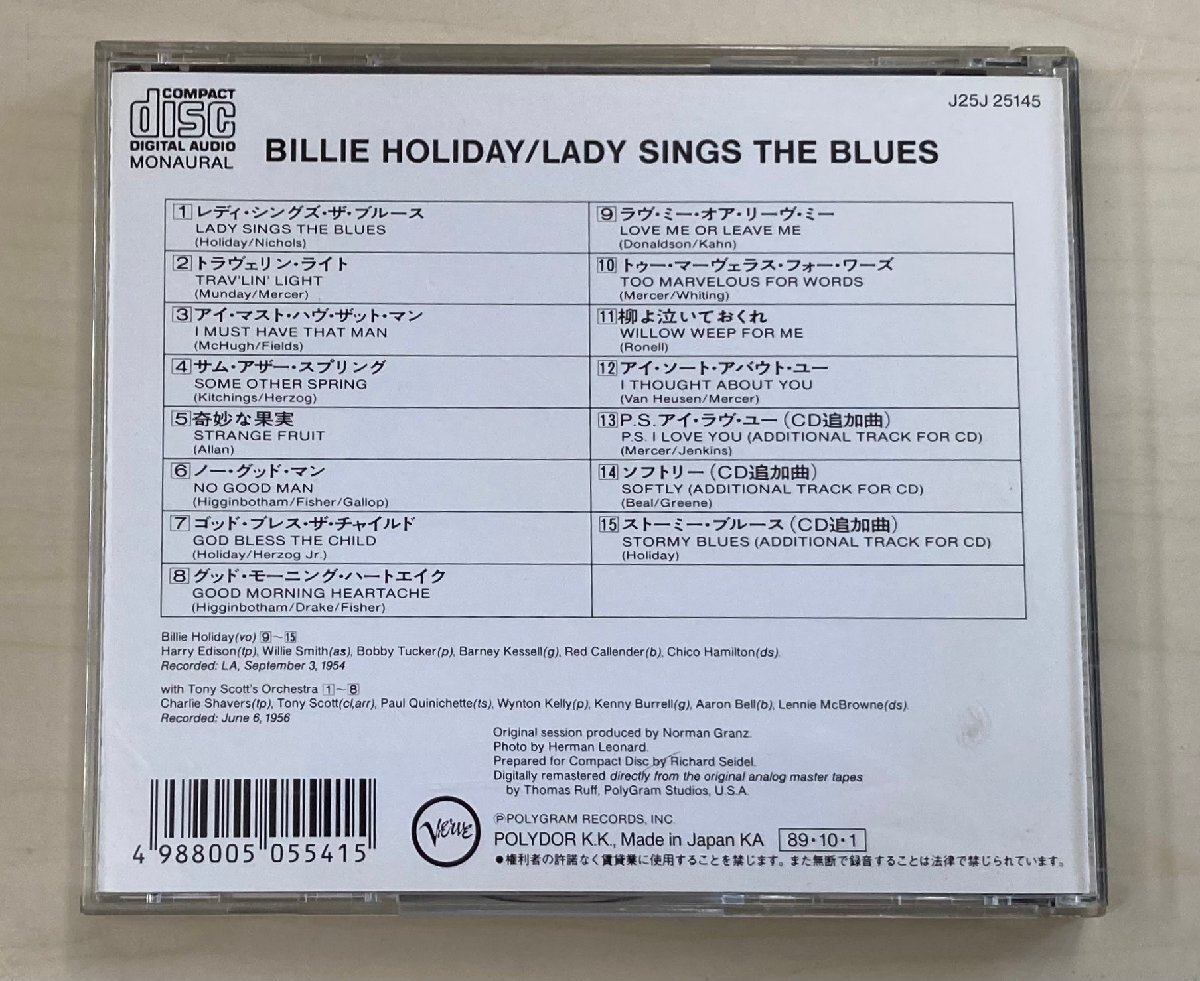 COMPACT
disc
DIGITAL AUDIO
MONAURAL
J25J 25145
BILLIE HOLIDAY/LADY SINGS THE BLUES
1 レディ・シングズ・ザ・ブルース
LADY SINGS THE BLUES
(Holiday/Nichols)
2 トラヴェリン・ライト
TRAV'LIN' LIGHT
(Munday/Mercer)
3 アイ・マスト・ハヴ・ザット・マン
I MUST HAVE THAT MAN
(McHugh/Fields)
4 サム・アザー・スプリング
SOME OTHER SPRING
(Kitchings/Herzog)
5 奇妙な果実
STRANGE FRUIT
(Allan)
6 ノー・グッド・マン
NO GOOD MAN
(Higginbotham/Fisher/Gallop)
7 ゴッド・ブレス・ザ・チャイルド
GOD BLESS THE CHILD
(Holiday/Herzog Jr.)
8 グッド・モーニング・ハートエイク
GOOD MORNING HEARTACHE
(Higginbotham/Drake/Fisher)
9 ラヴ・ミー・オア・リーヴ・ミー
LOVE ME OR LEAVE ME
(Donaldson/Kahn)
10 トゥー・マーヴェラス・フォー・ワーズ
TOO MARVELOUS FOR WORDS
(Mercer/Whiting)
11 柳よ泣いておくれ
WILLOW WEEP FOR ME
(Ronell)
12 アイ・ソート・アバウト・ユー
I THOUGHT ABOUT YOU
(Van Heusen/Mercer)
13 P.S.アイ・ラヴ・ユー(CD追加曲)
P.S. I LOVE YOU (ADDITIONAL TRACK FOR CD)
(Mercer/Jenkins)
14 ソフトリー(CD追加曲)
SOFTLY (ADDITIONAL TRACK FOR CD)
(Beal/Greene)
15 ストーミー・ブルース(CD追加曲)
STORMY BLUES (ADDITIONAL TRACK FOR CD)
(Holiday)
Billie Holiday(vo) 9~15
Harry Edison(tp), Willie Smith(as), Bobby Tucker(p), Barney Kessell(g), Red Callender(b), Chico Hamilton(ds).
Recorded: LA, September 3, 1954
with Tony Scott's Orchestra 1~8
Charlie Shavers(tp), Tony Scott(cl,arr), Paul Quinichette(ts), Wynton Kelly(p), Kenny Burrell(g), Aaron Bell(b), Lennie McBrowne(ds).
Recorded: June 6, 1956
Original session produced by Norman Granz.
Photo by Herman Leonard.
Prepared for Compact Disc by Richard Seidel.
Digitally remastered directly from the original analog master tapes
by Thomas Ruff, PolyGram Studios, U.S.A.
℗POLYGRAM RECORDS, INC.
POLYDOR K.K., Made in Japan KA 89・10・1
●権利者の許諾なく賃貸業に使用することを禁じます。また無断で録音することは法律で禁じられています。
Verve
4 988005 055415